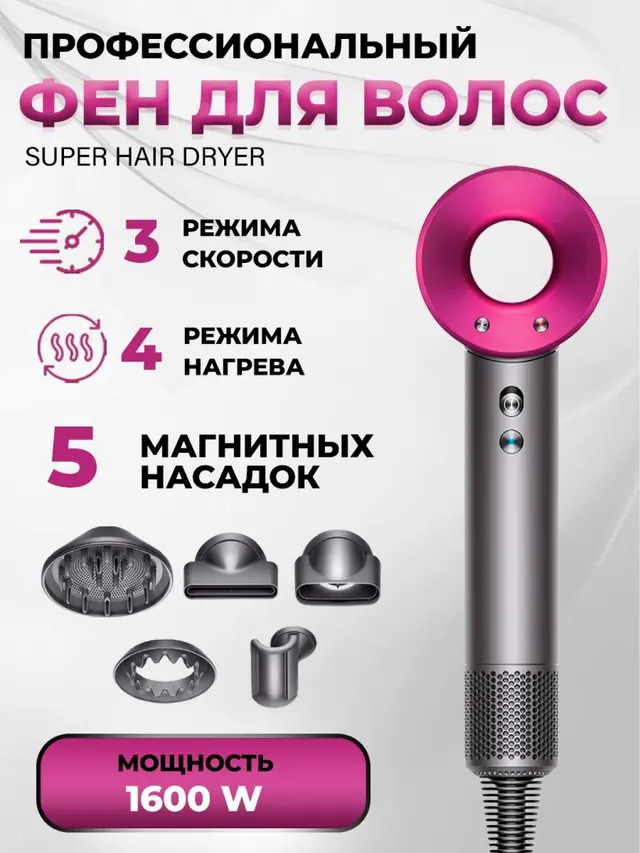 ПРОФЕССИОНАЛЬНЫЙ
ФЕН ДЛЯ ВОЛОС
SUPER HAIR DRYER
3 РЕЖИМА
СКОРОСТИ
4 РЕЖИМА
НАГРЕВА
5 МАГНИТНЫХ
НАСАДОК
МОЩНОСТЬ
1600 W